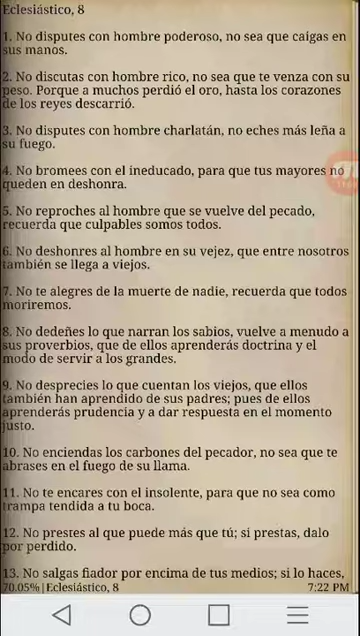 Eclesiástico, 8
1. No disputes con hombre poderoso, no sea que caigas en
sus manos.
2. No discutas con hombre rico, no sea que te venza con su
peso. Porque a muchos perdió el oro, hasta los corazones
de los reyes descarrió.
3. No disputes con hombre charlatán, no eches más leña a
su fuego.
4. No bromees con el ineducado, para que tus mayores no
queden en deshonra.
5. No reproches al hombre que se vuelve del pecado,
recuerda que culpables somos todos.
6. No deshonres al hombre en su vejez, que entre nosotros
también se llega a viejos.
7. No te alegres de la muerte de nadie, recuerda que todos
moriremos.
8. No dedeñes lo que narran los sabios, vuelve a menudo a
sus proverbios, que de ellos aprenderás doctrina y el
modo de servir a los grandes.
9. No desprecies lo que cuentan los viejos, que ellos
también han aprendido de sus padres; pues de ellos
aprenderás prudencia y a dar respuesta en el momento
justo.
10. No enciendas los carbones del pecador, no sea que te
abrases en el fuego de su llama.
11. No te encares con el insolente, para que no sea como
trampa tendida a tu boca.
12. No prestes al que puede más que tú; si prestas, dalo
por perdido.
13. No salgas fiador por encima de tus medios; si lo haces,
70.05% | Eclesiástico, 8 7:22 PM